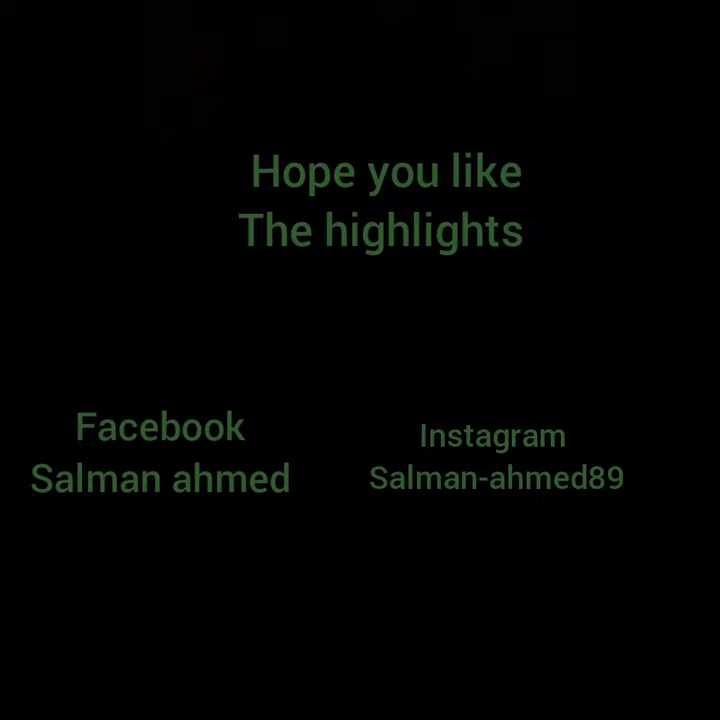 Hope you like
The highlights
Facebook
Salman ahmed
Instagram
Salman-ahmed89